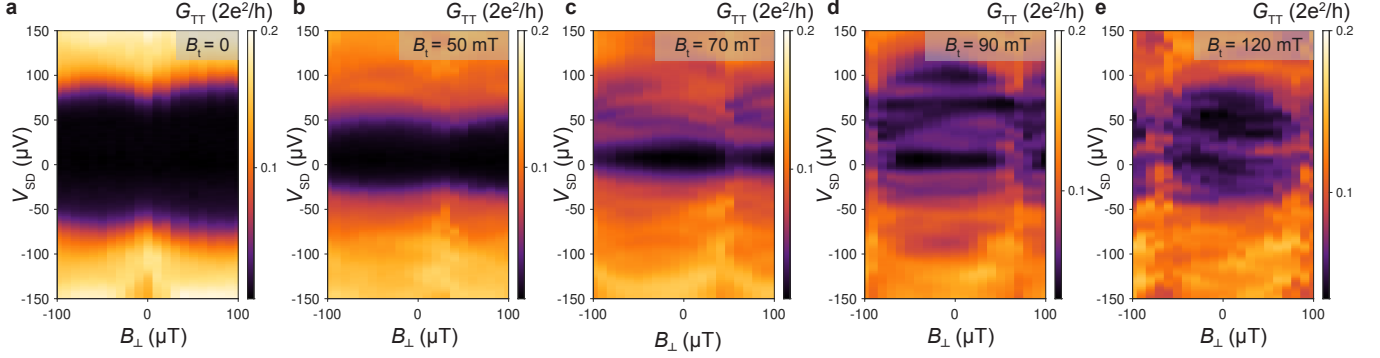 a
G_TT (2e²/h)
B_t = 0
V_SD (µV)
150
100
50
0
-50
-100
-150
-100
0
100
B_⊥ (µT)
0.2
0.1
b
G_TT (2e²/h)
B_t = 50 mT
V_SD (µV)
150
100
50
0
-50
-100
-150
-100
0
100
B_⊥ (µT)
0.2
0.1
c
G_TT (2e²/h)
B_t = 70 mT
V_SD (µV)
150
100
50
0
-50
-100
-150
-100
0
100
B_⊥ (µT)
0.2
0.1
d
G_TT (2e²/h)
B_t = 90 mT
V_SD (µV)
150
100
50
0
-50
-100
-150
-100
0
100
B_⊥ (µT)
0.2
0.1
e
G_TT (2e²/h)
B_t = 120 mT
V_SD (µV)
150
100
50
0
-50
-100
-150
-100
0
100
B_⊥ (µT)
0.2
0.1